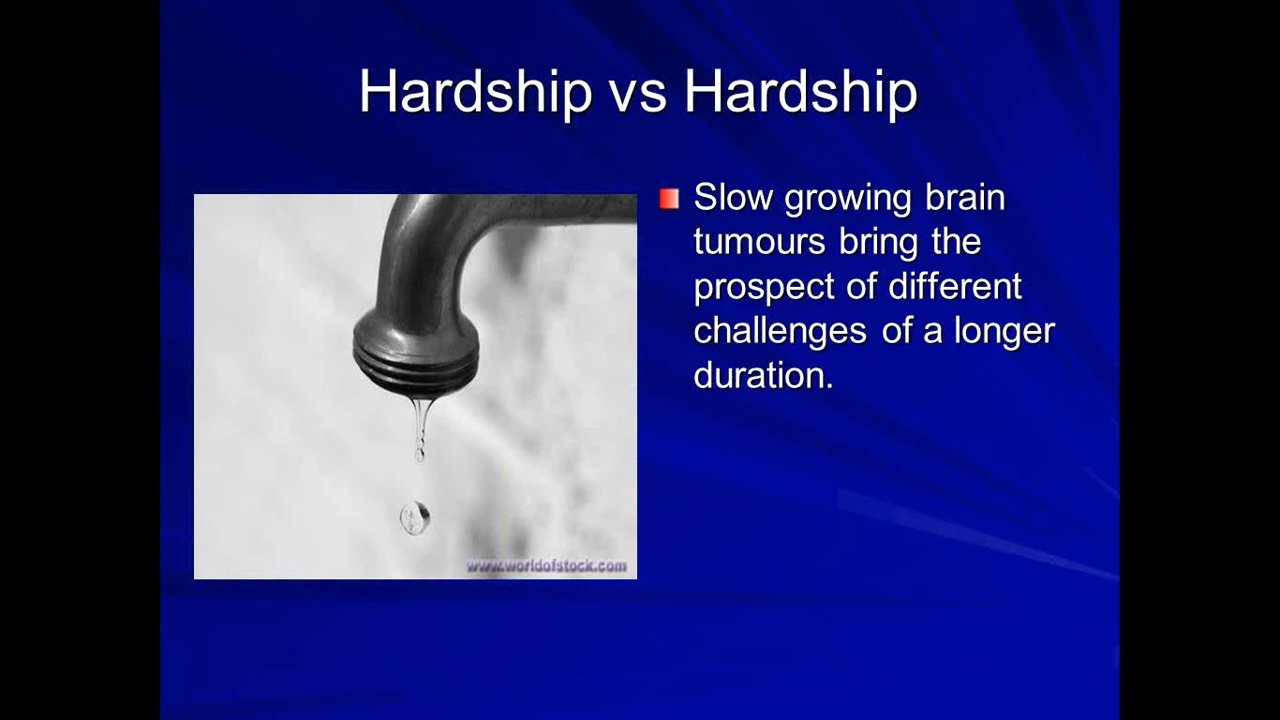 Hardship vs Hardship
Slow growing brain
tumours bring the
prospect of different
challenges of a longer
duration.
www.worldofstock.com